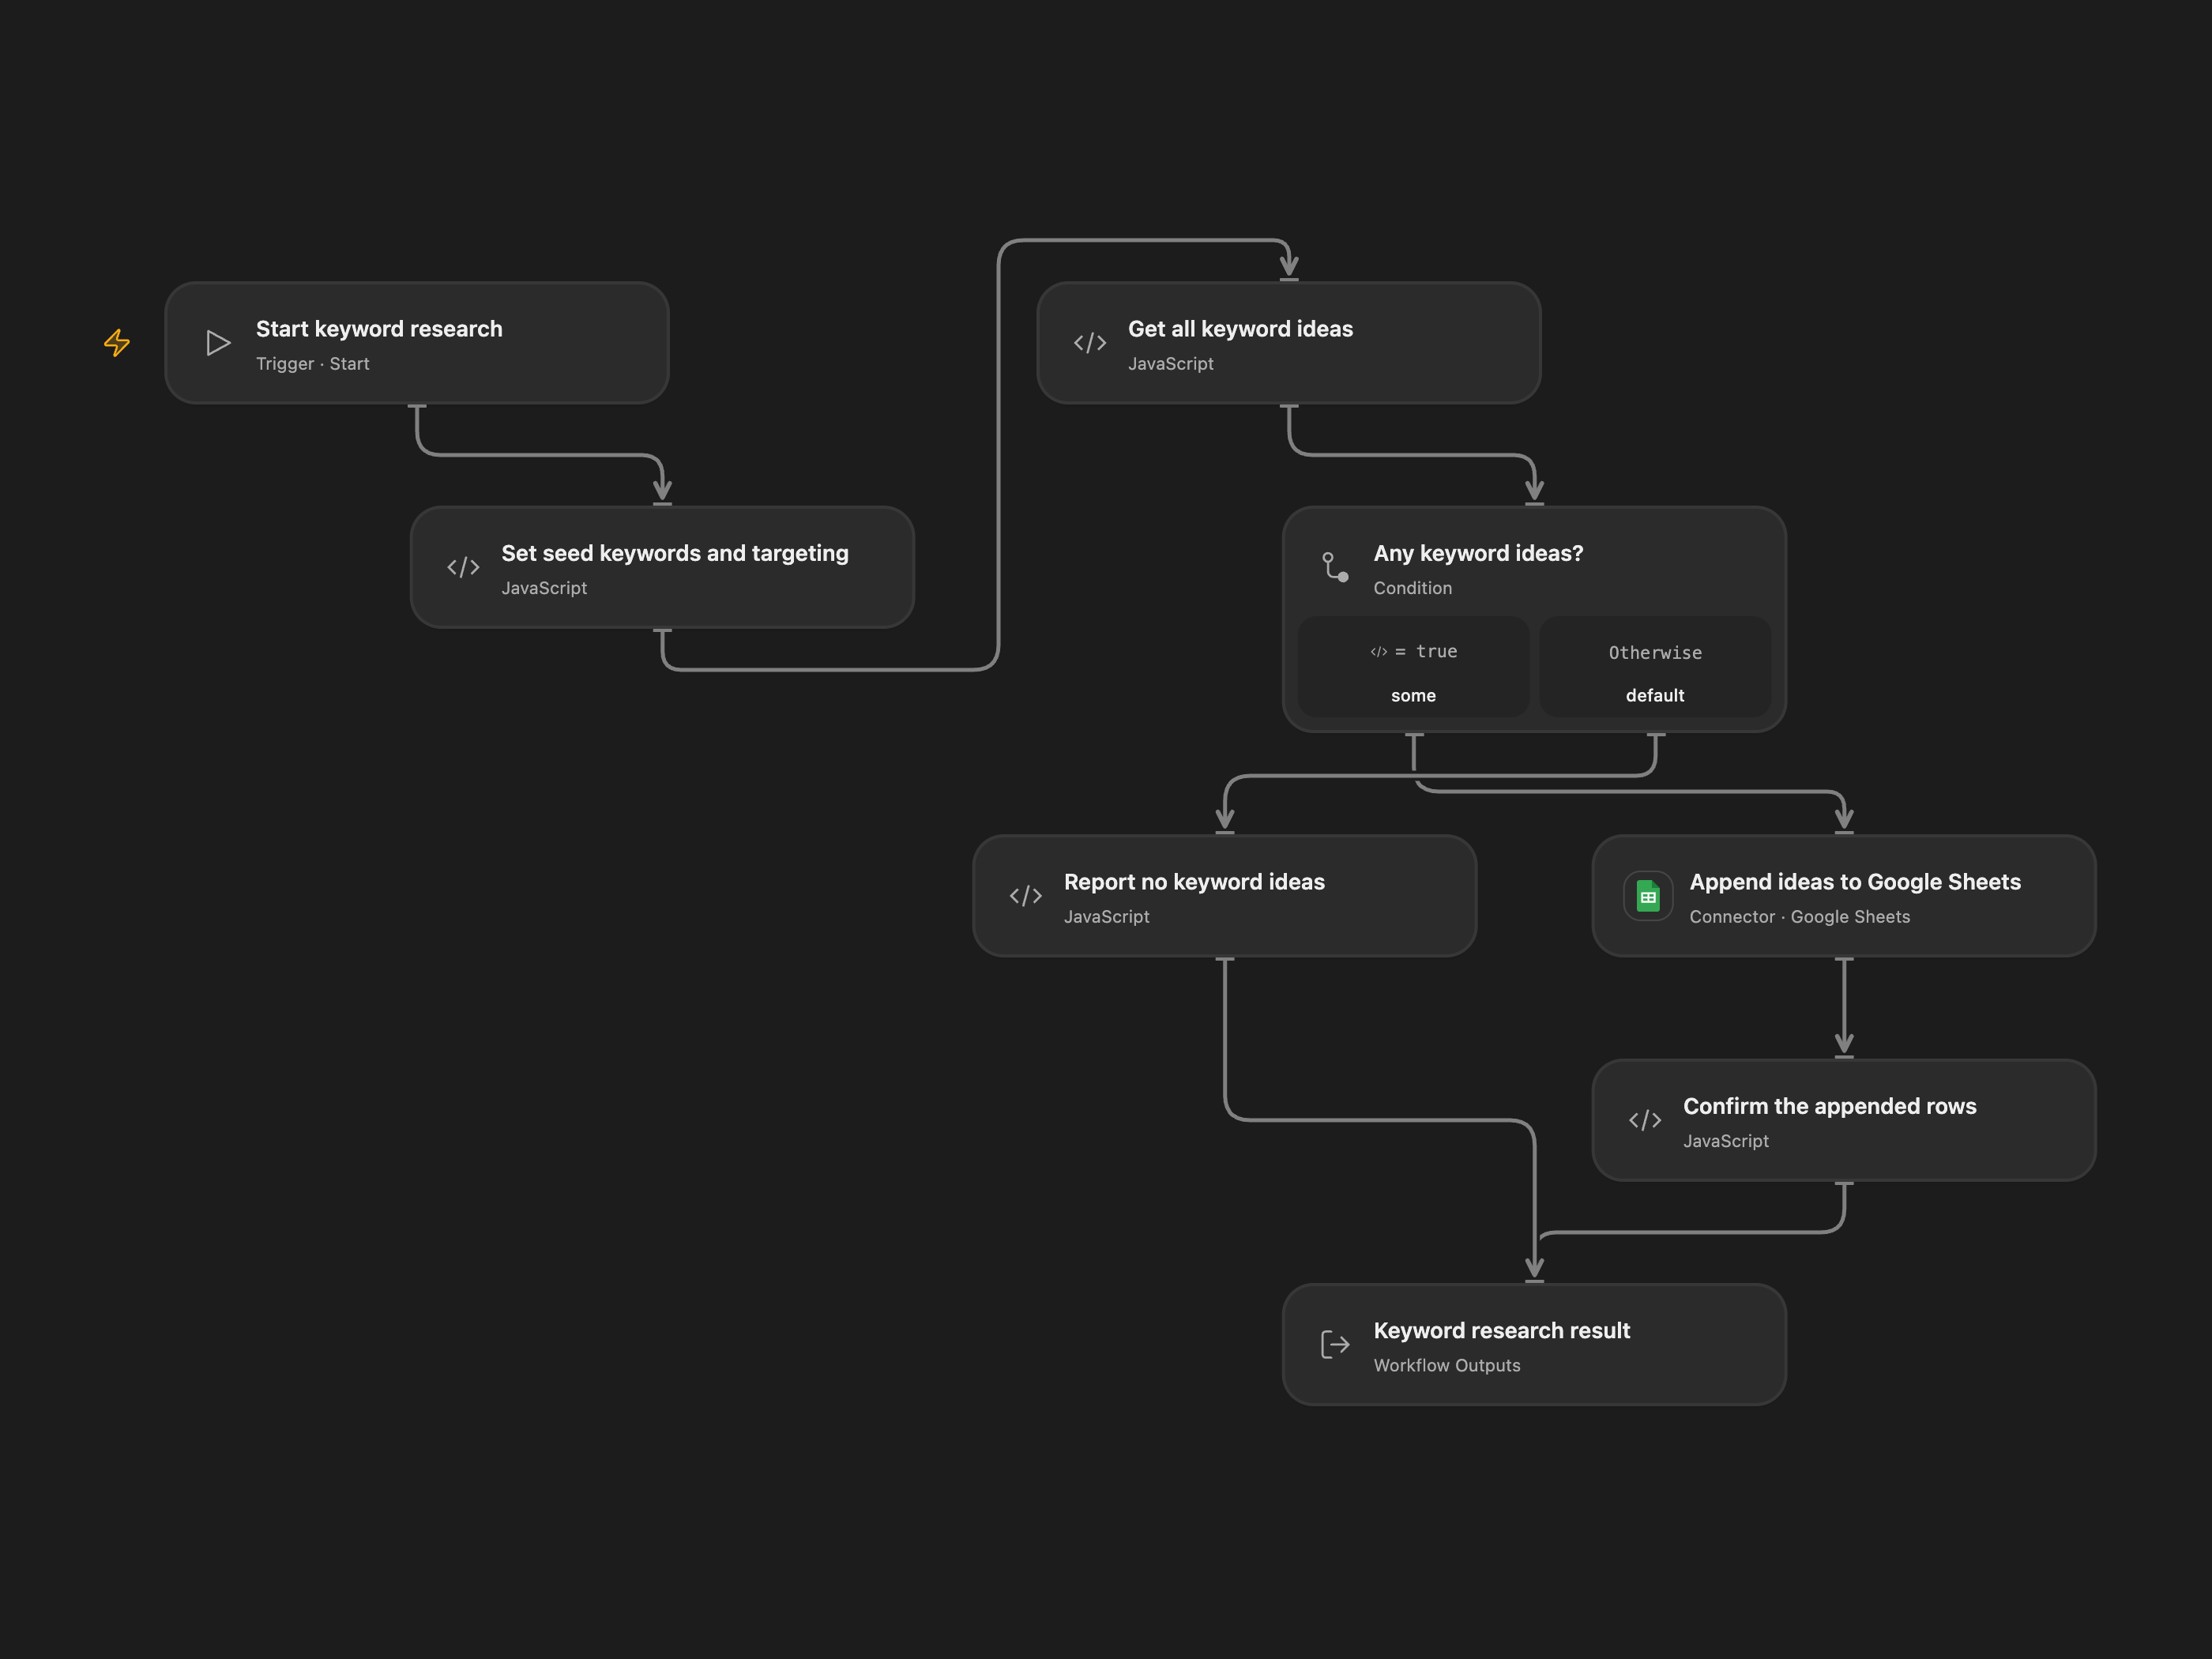 Start keyword research
Trigger · Start
Set seed keywords and targeting
JavaScript
Get all keyword ideas
JavaScript
Any keyword ideas?
Condition
</> = true
some
Otherwise
default
Report no keyword ideas
JavaScript
Append ideas to Google Sheets
Connector · Google Sheets
Confirm the appended rows
JavaScript
Keyword research result
Workflow Outputs